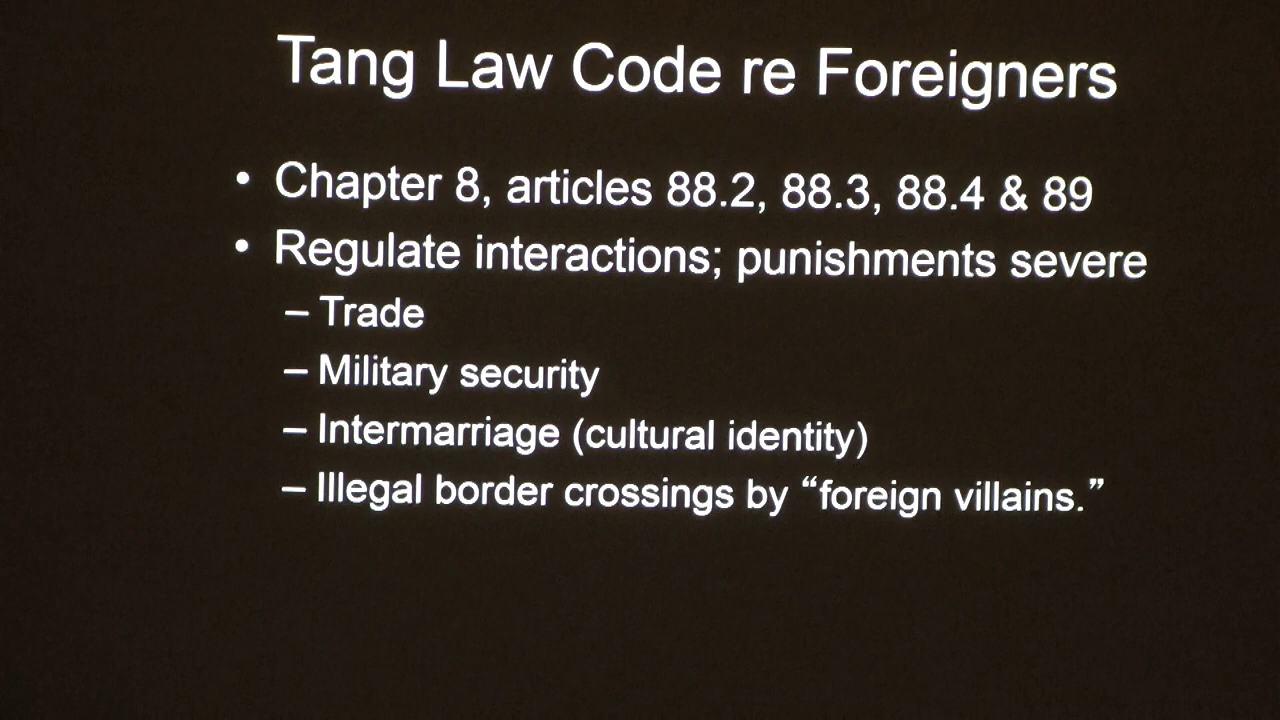 Tang Law Code re Foreigners
• Chapter 8, articles 88.2, 88.3, 88.4 & 89
• Regulate interactions; punishments severe
– Trade
– Military security
– Intermarriage (cultural identity)
– Illegal border crossings by “foreign villains.”